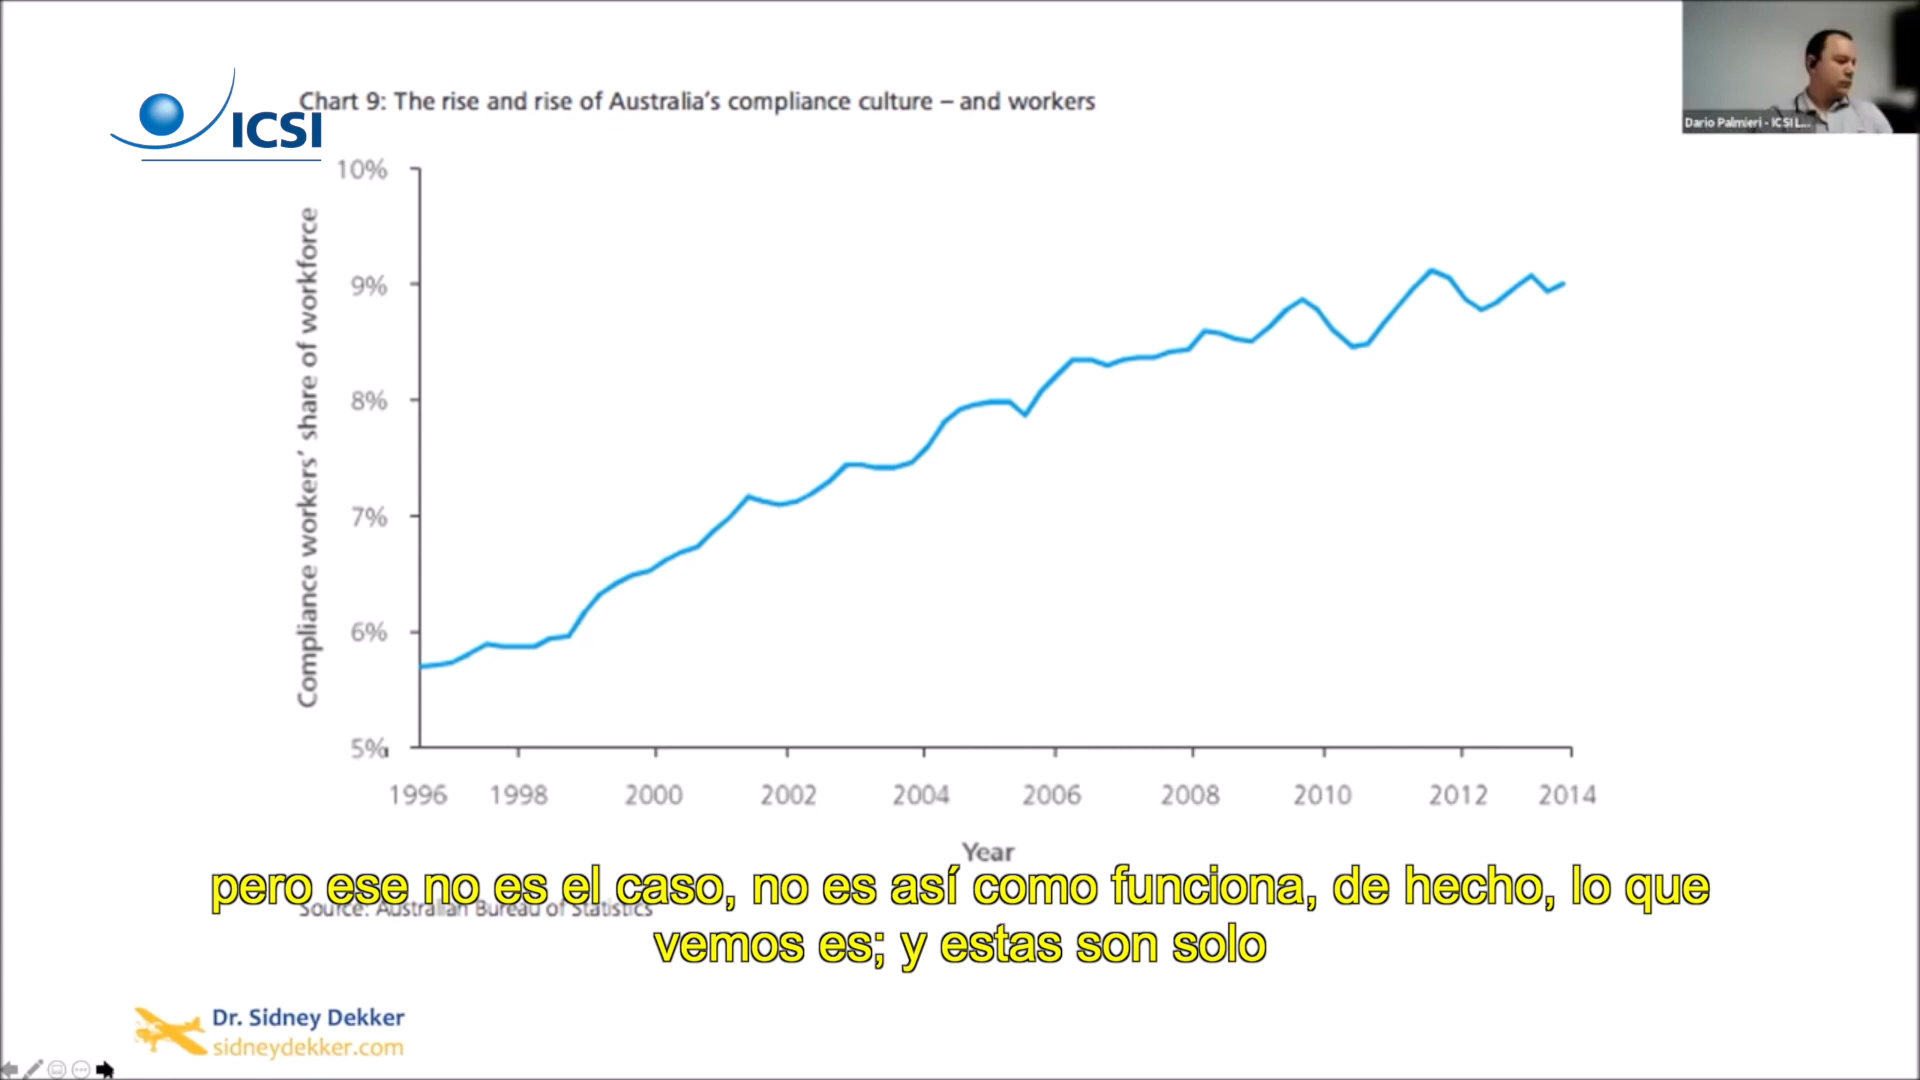 ICSI
Chart 9: The rise and rise of Australia's compliance culture – and workers
Dario Palmieri - ICSI L...
Compliance workers' share of workforce
10%
9%
8%
7%
6%
5%
1996 1998 2000 2002 2004 2006 2008 2010 2012 2014
Year
pero ese no es el caso, no es así como funciona, de hecho, lo que
vemos es; y estas son solo
Source: Australian Bureau of Statistics
Dr. Sidney Dekker
sidneydekker.com